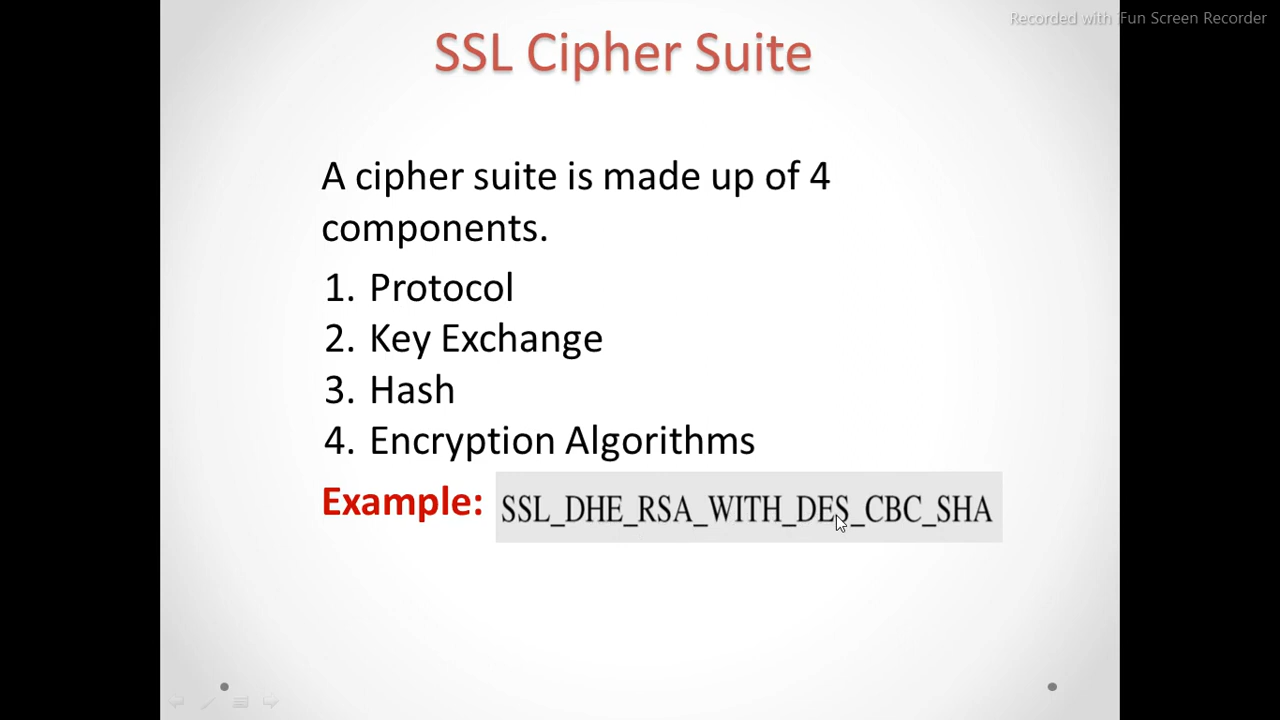 Recorded with iFun Screen Recorder
SSL Cipher Suite
A cipher suite is made up of 4
components.
1. Protocol
2. Key Exchange
3. Hash
4. Encryption Algorithms
Example: SSL_DHE_RSA_WITH_DES_CBC_SHA